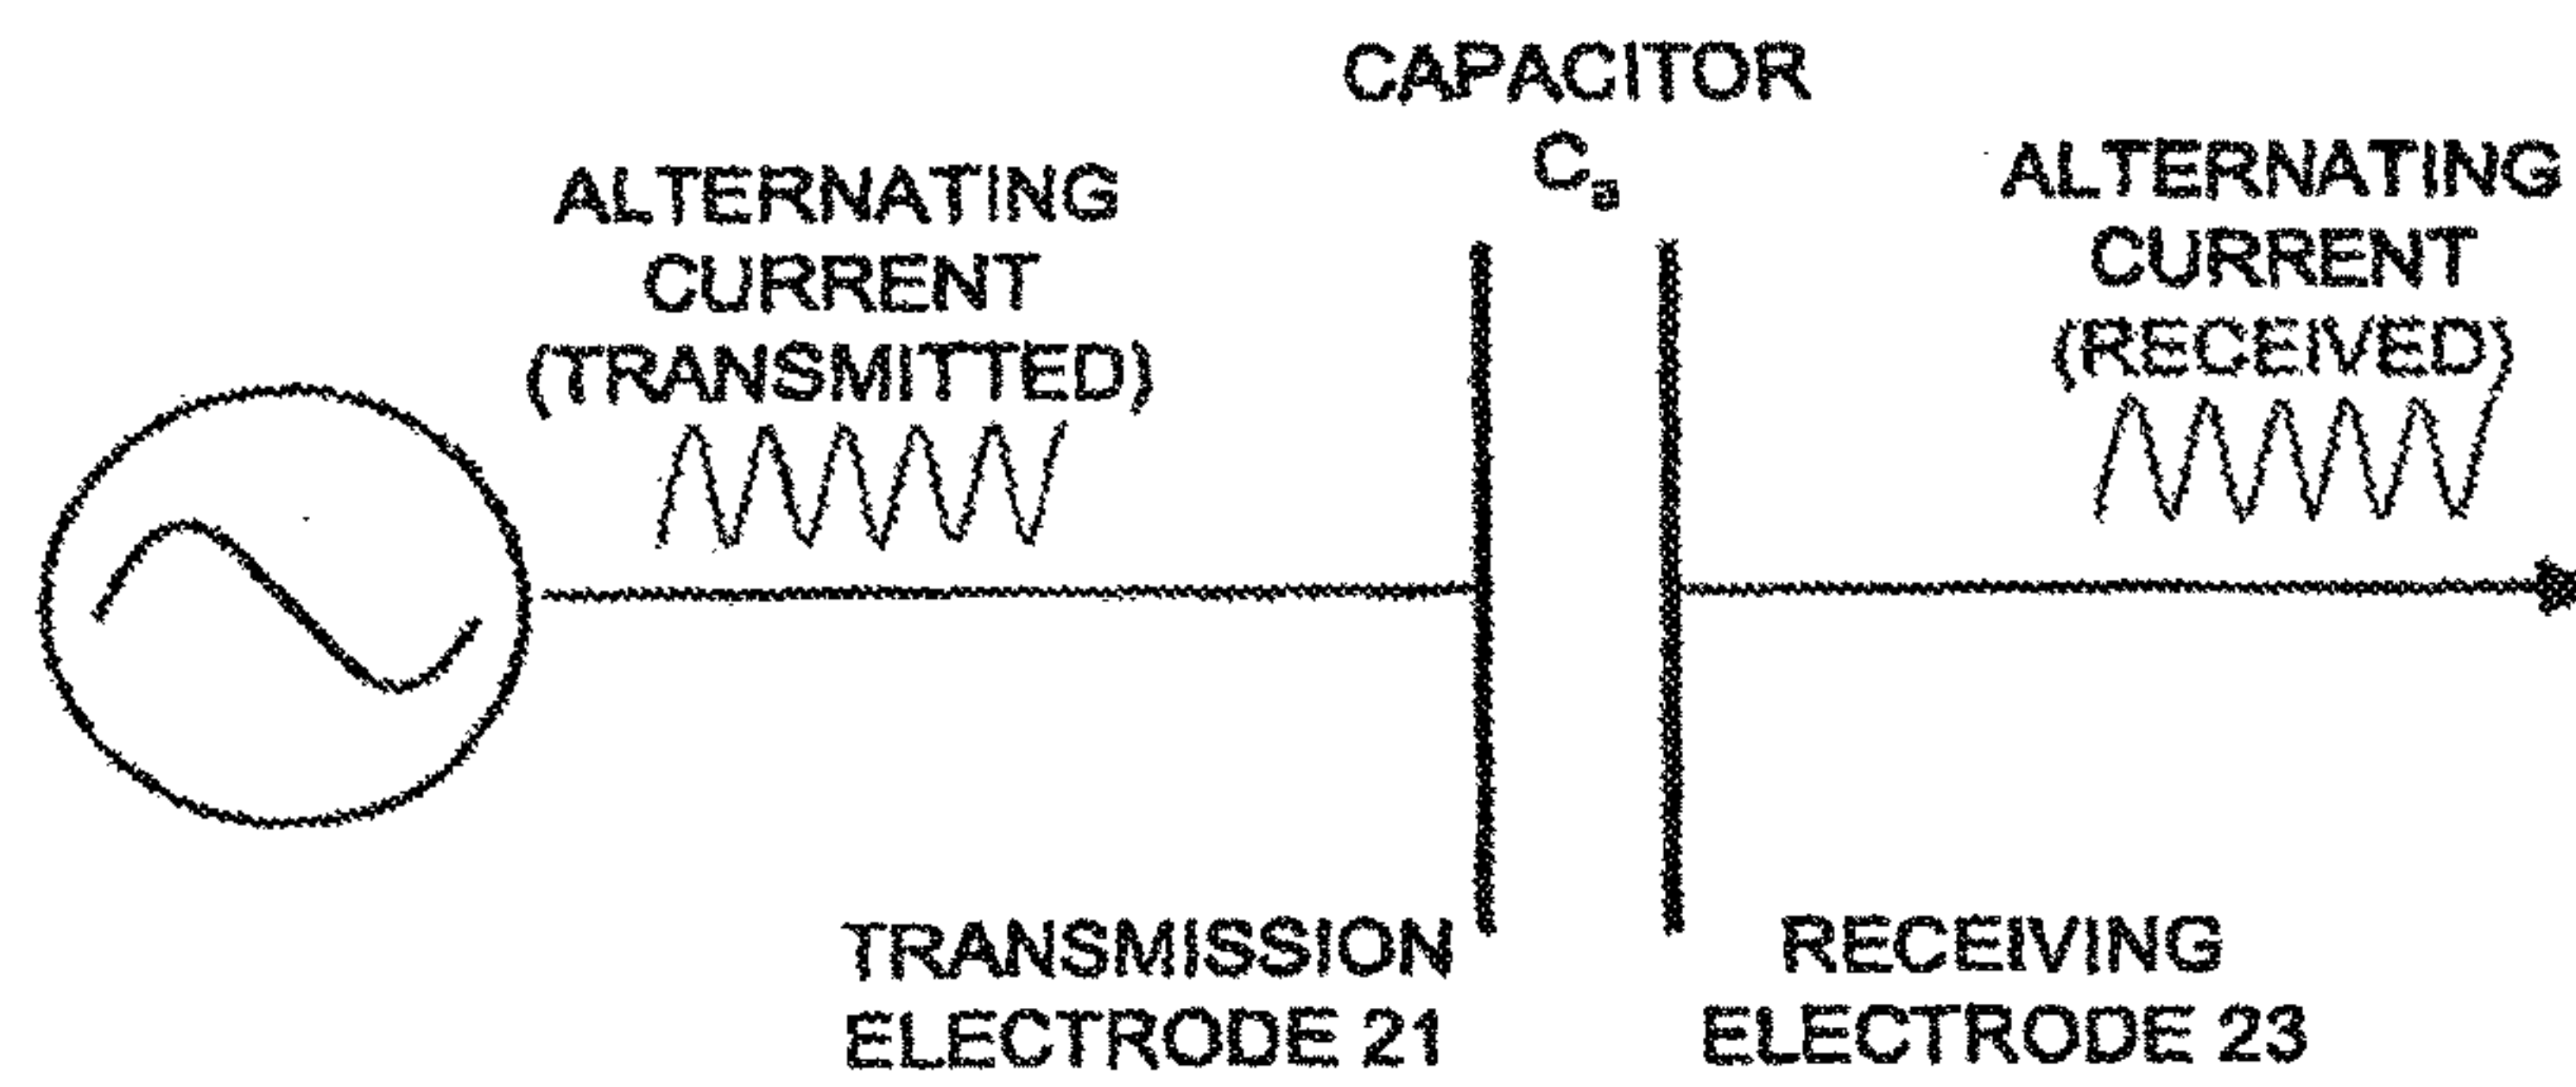 CAPACITOR
Cₐ
ALTERNATING
CURRENT
(TRANSMITTED)
ALTERNATING
CURRENT
(RECEIVED)
TRANSMISSION
ELECTRODE 21
RECEIVING
ELECTRODE 23